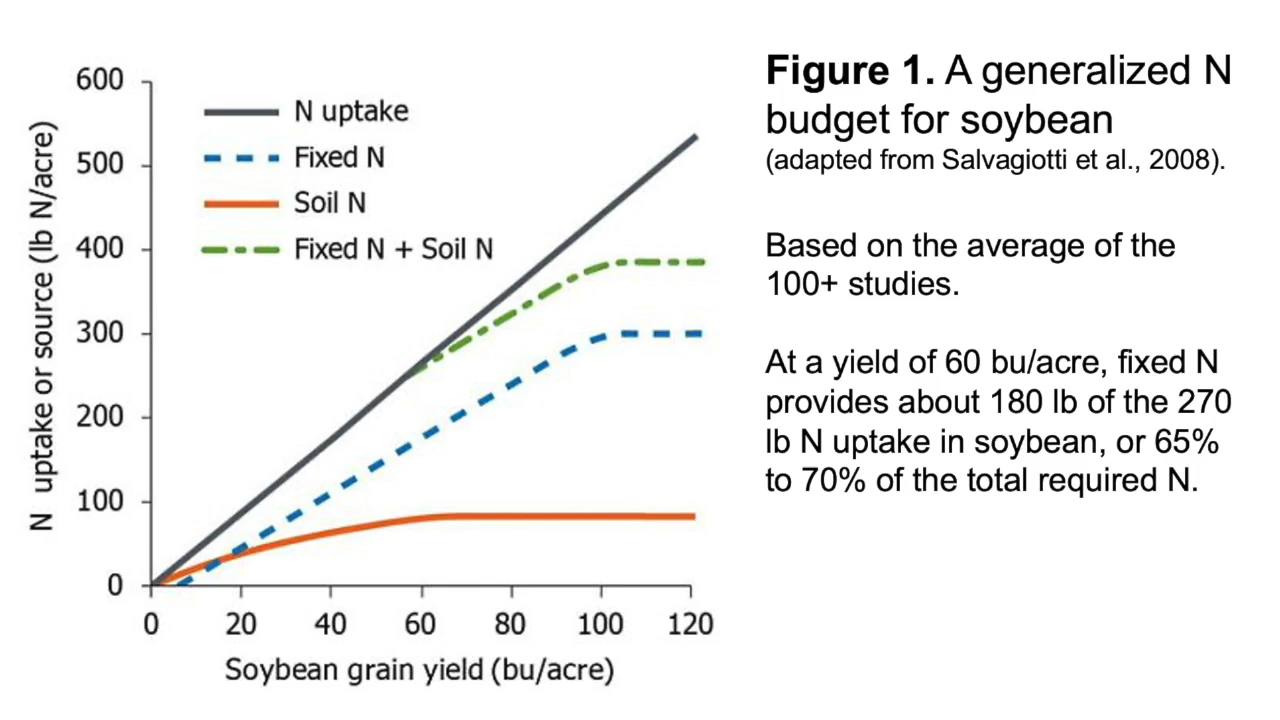 600
500
400
300
200
100
0
N uptake or source (lb N/acre)
N uptake
Fixed N
Soil N
Fixed N + Soil N
0 20 40 60 80 100 120
Soybean grain yield (bu/acre)
Figure 1. A generalized N
budget for soybean
(adapted from Salvagiotti et al., 2008).
Based on the average of the
100+ studies.
At a yield of 60 bu/acre, fixed N
provides about 180 lb of the 270
lb N uptake in soybean, or 65%
to 70% of the total required N.